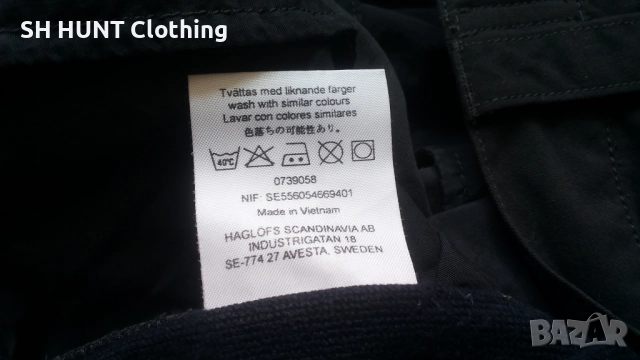 SH HUNT Clothing
Tvättas med liknande färger
wash with similar colours
Lavar con colores similares
色落ちの可能性あり。
40°C
0739058
NIF: SE556054669401
Made in Vietnam
HAGLÖFS SCANDINAVIA AB
INDUSTRIGATAN 18
SE-774 27 AVESTA, SWEDEN
BAZAR